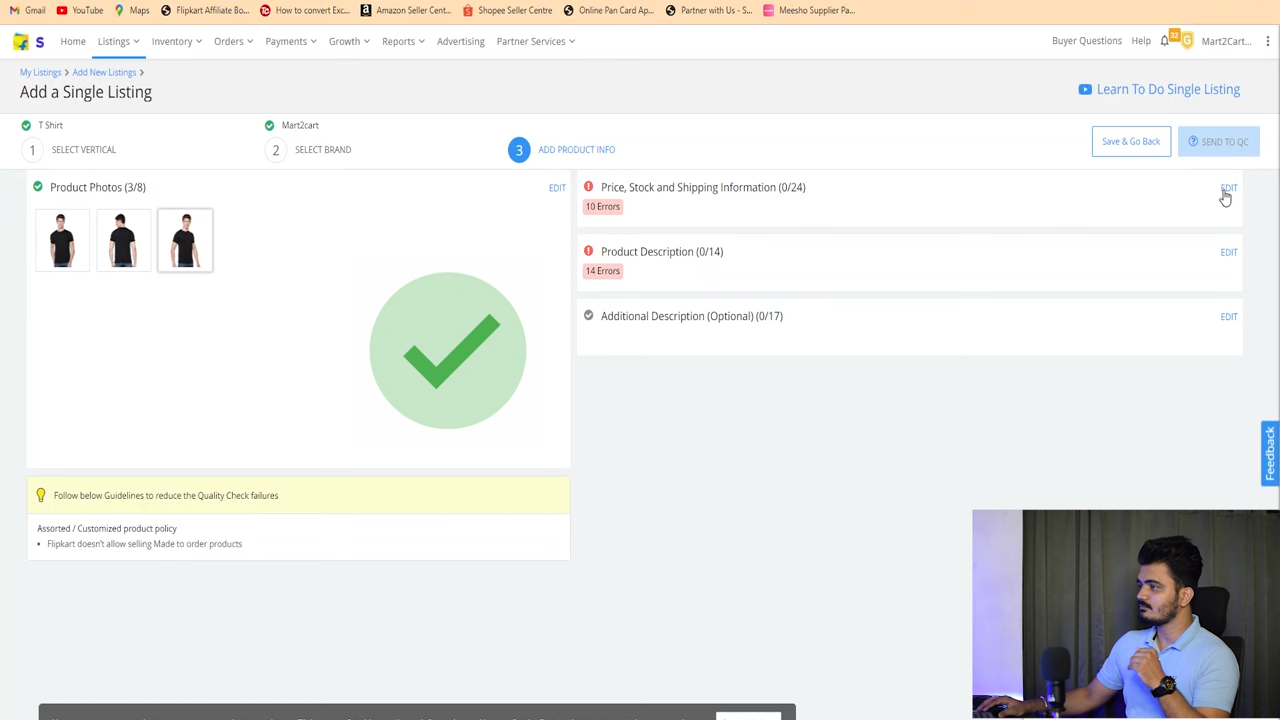 Gmail YouTube Maps Flipkart Affiliate Bo... How to convert Exc... Amazon Seller Cent... Shopee Seller Centre Online Pan Card Ap... Partner with Us - S... Meesho Supplier Pa...
Home Listings Inventory Orders Payments Growth Reports Advertising Partner Services Buyer Questions Help 32 G Mart2Cart...
My Listings Add New Listings
Add a Single Listing
Learn To Do Single Listing
T Shirt Mart2cart
1 SELECT VERTICAL 2 SELECT BRAND 3 ADD PRODUCT INFO
Save & Go Back SEND TO QC
Product Photos (3/8) EDIT
Price, Stock and Shipping Information (0/24) EDIT
10 Errors
Product Description (0/14) EDIT
14 Errors
Additional Description (Optional) (0/17) EDIT
Feedback
Follow below Guidelines to reduce the Quality Check failures
Assorted / Customized product policy
Flipkart doesn't allow selling Made to order products